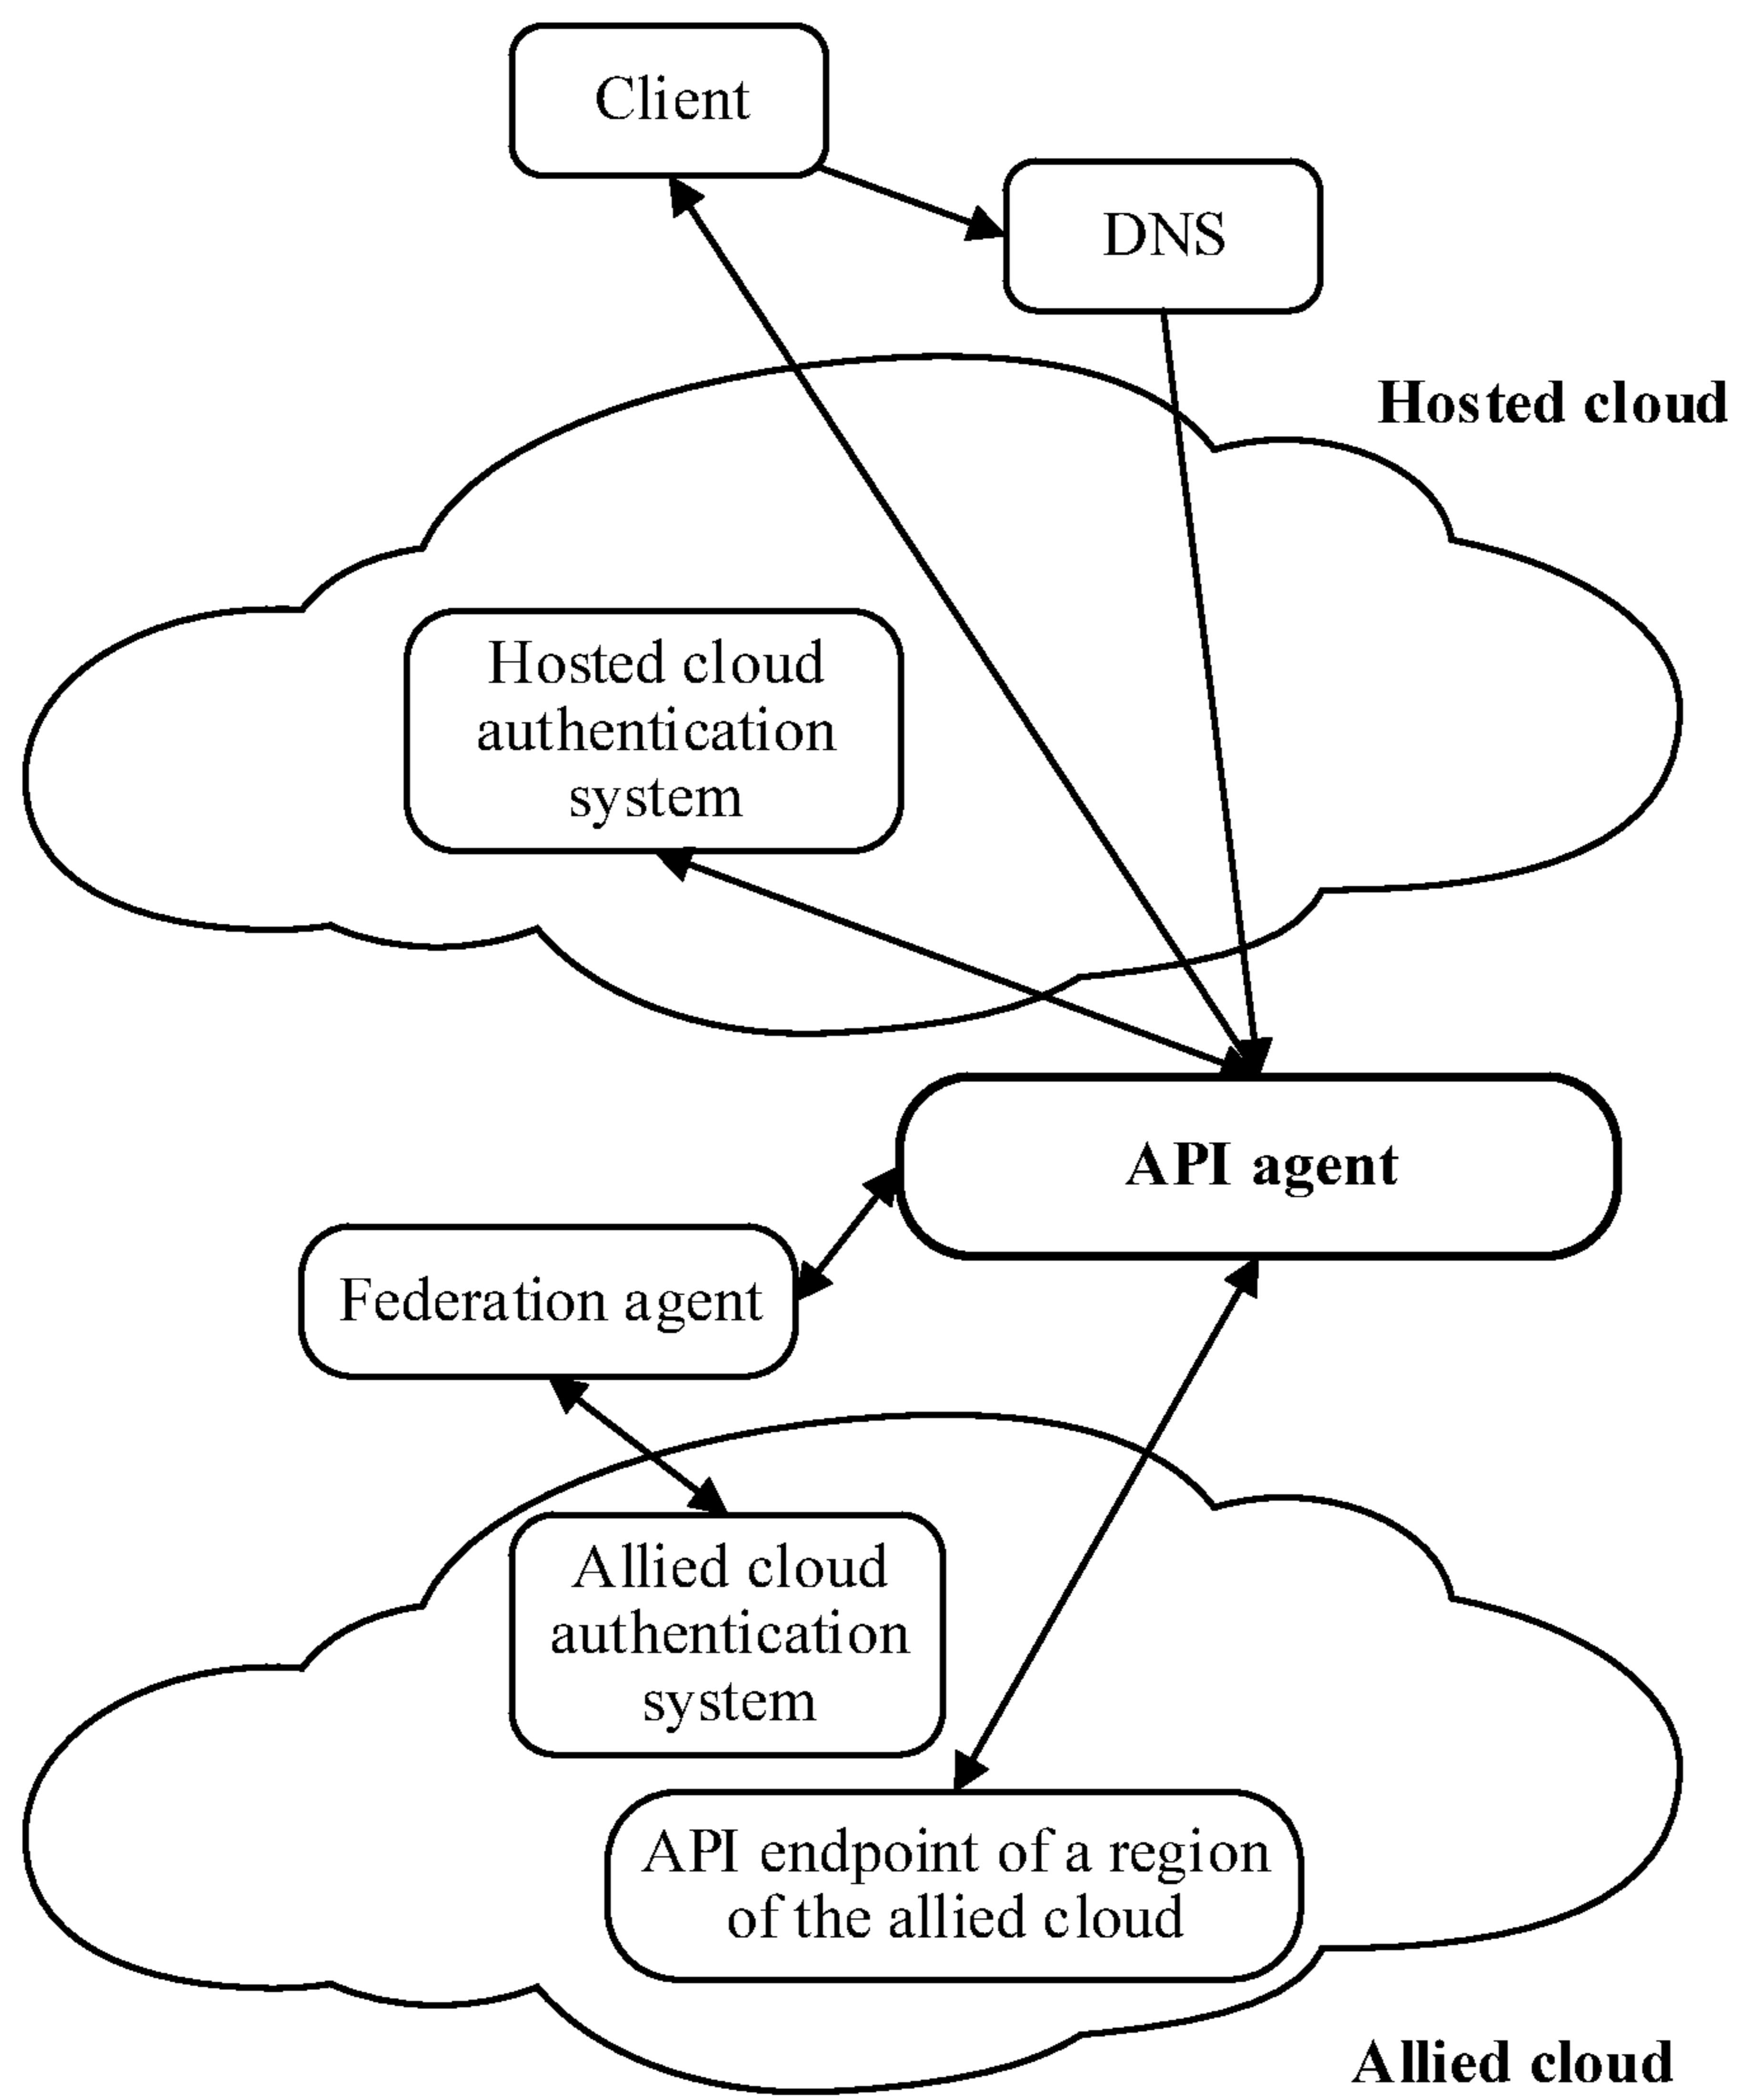 Client
DNS
Hosted cloud
Hosted cloud
authentication
system
API agent
Federation agent
Allied cloud
authentication
system
API endpoint of a region
of the allied cloud
Allied cloud